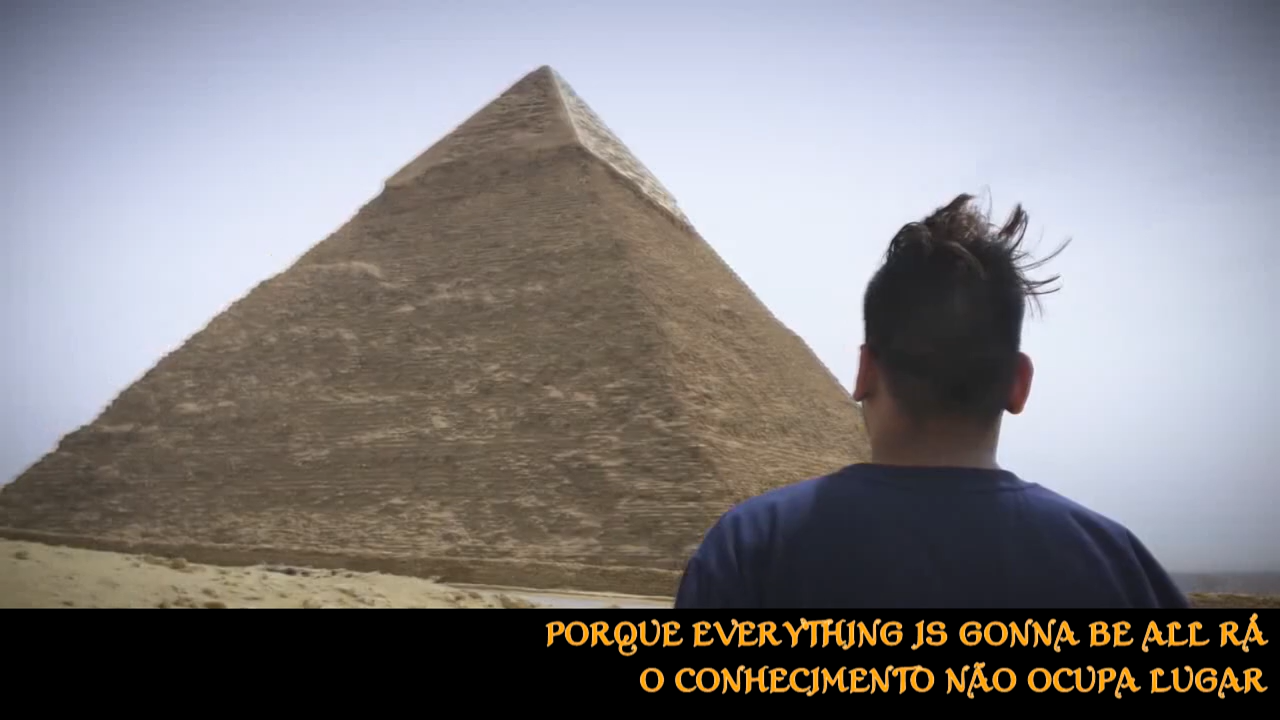 PORQUE EVERYTHING IS GONNA BE ALL RÁ
O CONHECIMENTO NÃO OCUPA LUGAR